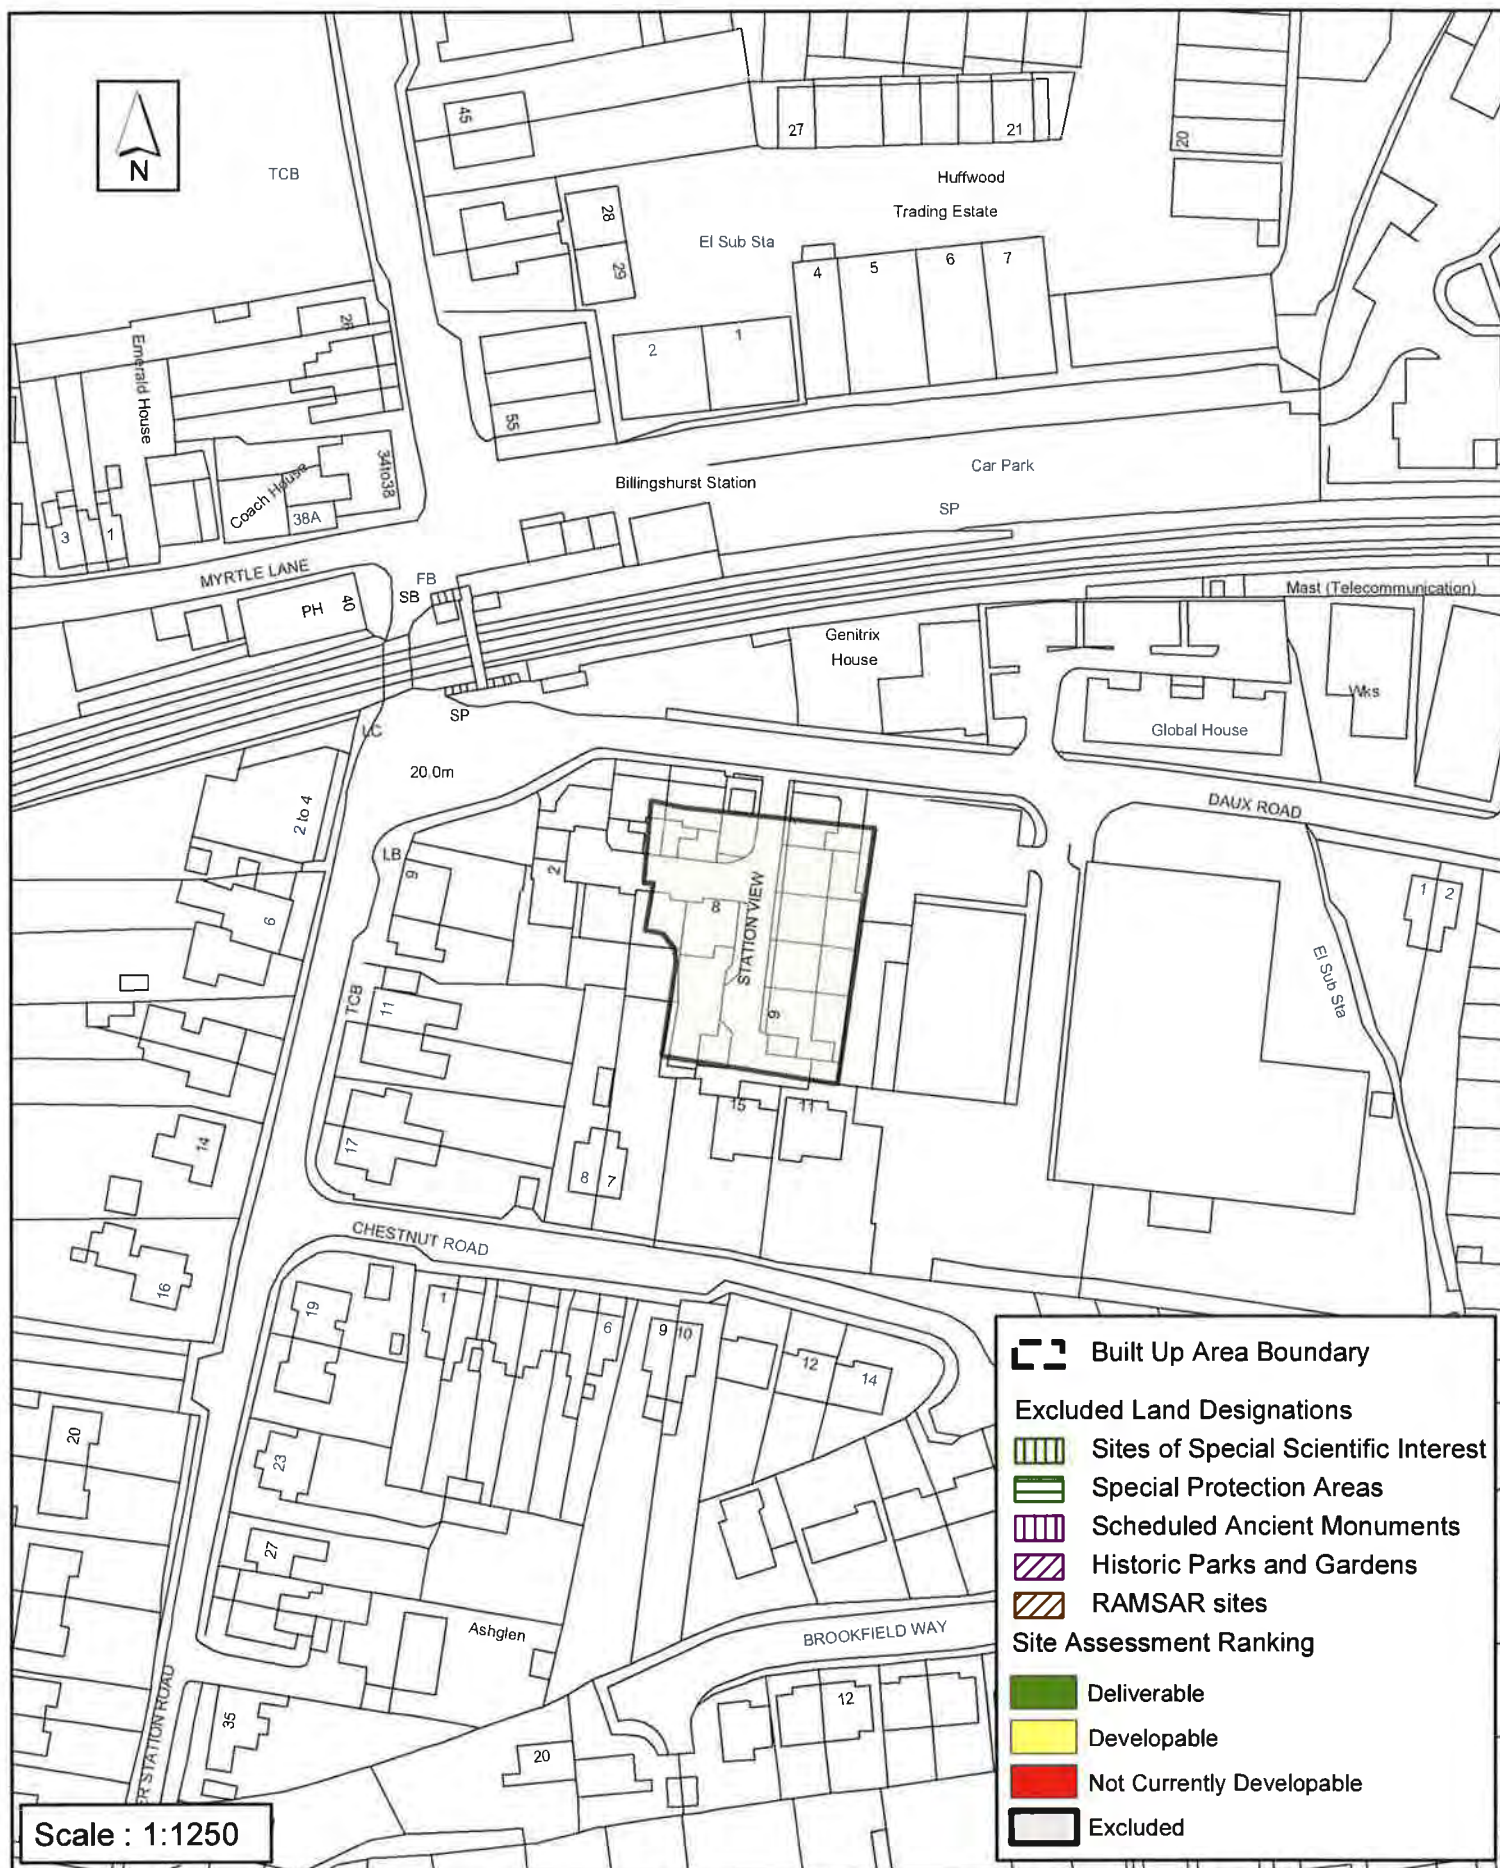 N
TCB
45
27
21
20
Huffwood
Trading Estate
28
29
El Sub Sta
4
5
6
7
26
Emerald House
2
1
55
34to38
Coach House
38A
3
1
Car Park
Billingshurst Station
SP
MYRTLE LANE
FB
SB
PH
40
Mast (Telecommunication)
Genitrix
House
Wks
Global House
SP
LC
20.0m
DAUX ROAD
2 to 4
LB
9
2
8
STATION VIEW
1
2
6
El Sub Sta
TCB
11
9
15
11
14
17
8
7
CHESTNUT ROAD
16
19
1
6
9
10
12
14
20
23
27
Ashglen
BROOKFIELD WAY
12
35
20
ER STATION ROAD
Built Up Area Boundary
Excluded Land Designations
Sites of Special Scientific Interest
Special Protection Areas
Scheduled Ancient Monuments
Historic Parks and Gardens
RAMSAR sites
Site Assessment Ranking
Deliverable
Developable
Not Currently Developable
Excluded
Scale : 1:1250